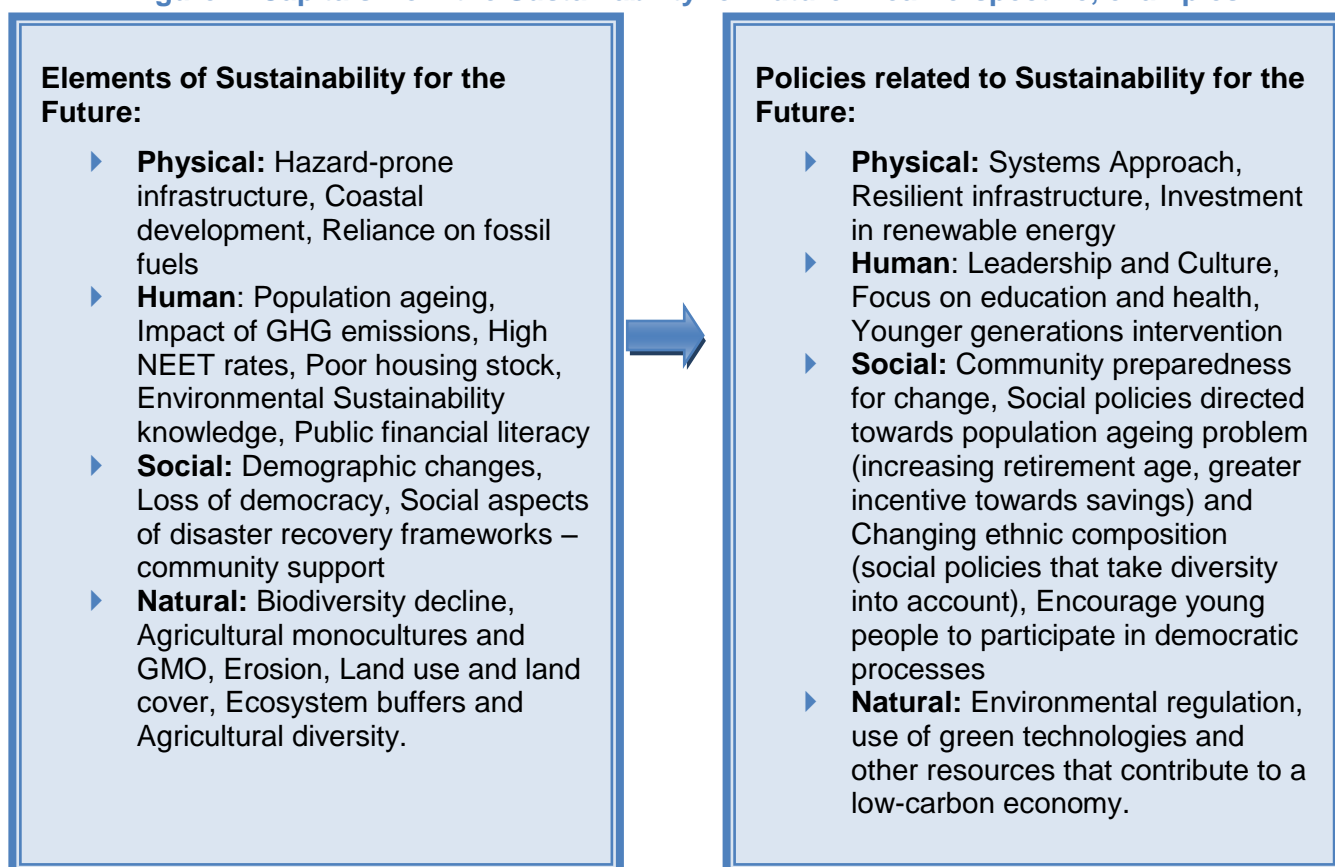 Elements of Sustainability for the
Future:
Physical: Hazard-prone
infrastructure, Coastal
development, Reliance on fossil
fuels
Human: Population ageing,
Impact of GHG emissions, High
NEET rates, Poor housing stock,
Environmental Sustainability
knowledge, Public financial literacy
Social: Demographic changes,
Loss of democracy, Social aspects
of disaster recovery frameworks –
community support
Natural: Biodiversity decline,
Agricultural monocultures and
GMO, Erosion, Land use and land
cover, Ecosystem buffers and
Agricultural diversity.
Policies related to Sustainability for the
Future:
Physical: Systems Approach,
Resilient infrastructure, Investment
in renewable energy
Human: Leadership and Culture,
Focus on education and health,
Younger generations intervention
Social: Community preparedness
for change, Social policies directed
towards population ageing problem
(increasing retirement age, greater
incentive towards savings) and
Changing ethnic composition
(social policies that take diversity
into account), Encourage young
people to participate in democratic
processes
Natural: Environmental regulation,
use of green technologies and
other resources that contribute to a
low-carbon economy.